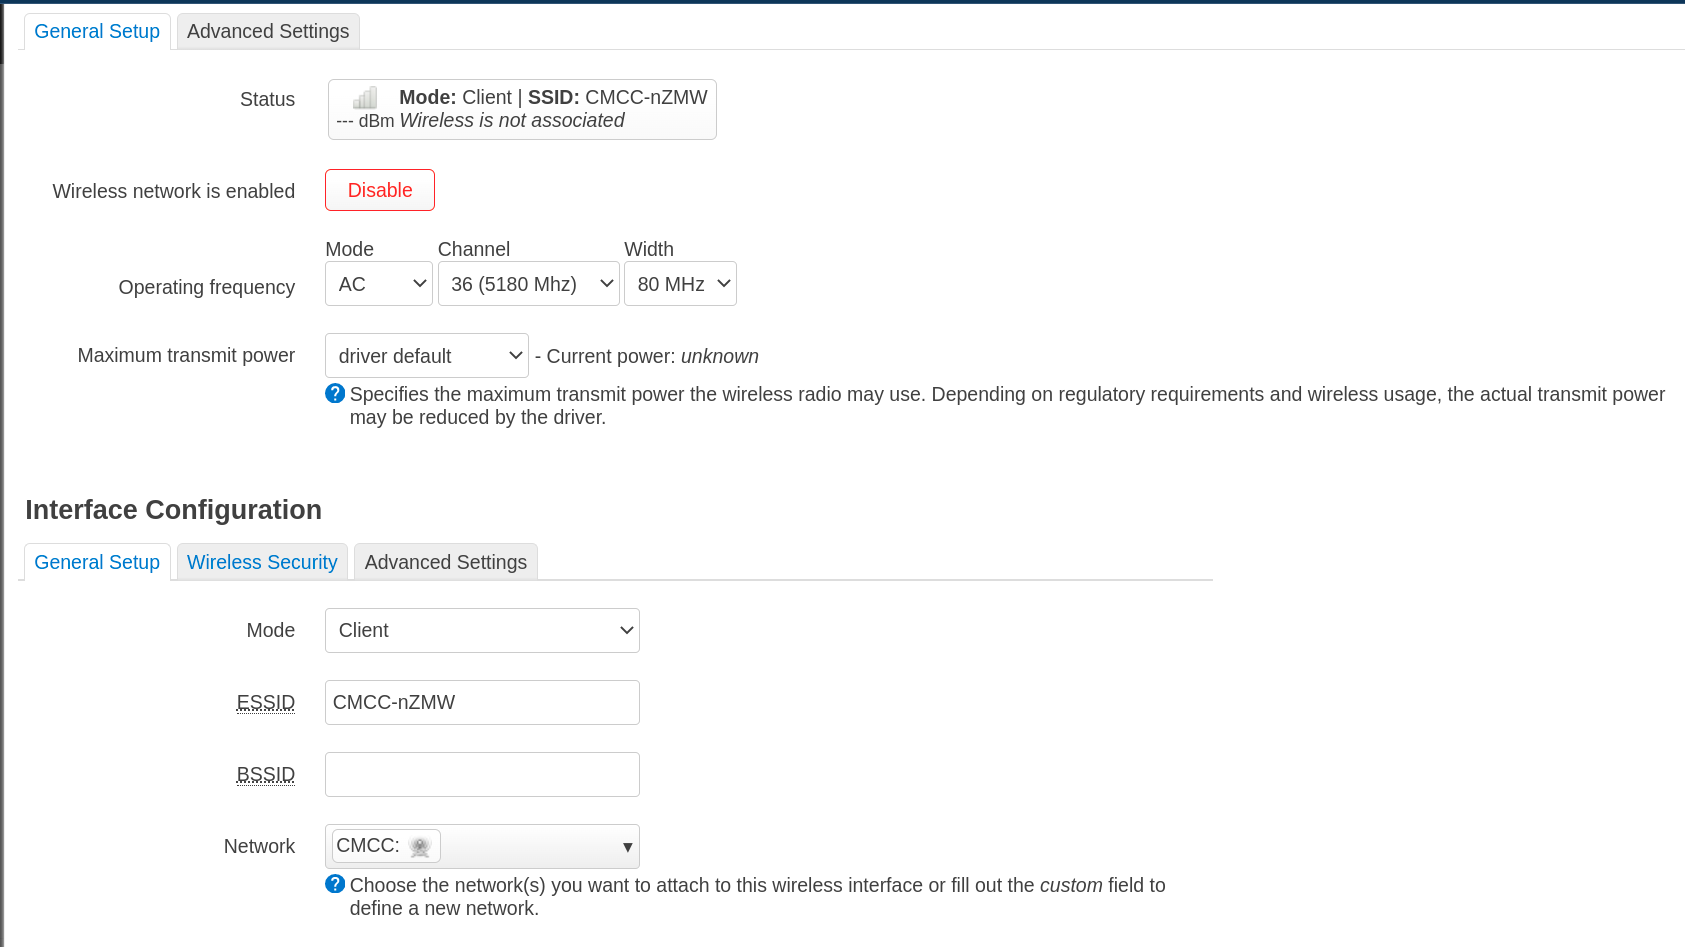 General Setup Advanced Settings
Status
Mode: Client | SSID: CMCC-nZMW
--- dBm Wireless is not associated
Wireless network is enabled Disable
Mode Channel Width
Operating frequency AC 36 (5180 Mhz) 80 MHz
Maximum transmit power driver default - Current power: unknown
Specifies the maximum transmit power the wireless radio may use. Depending on regulatory requirements and wireless usage, the actual transmit power
may be reduced by the driver.
Interface Configuration
General Setup Wireless Security Advanced Settings
Mode Client
ESSID CMCC-nZMW
BSSID
Network CMCC:
Choose the network(s) you want to attach to this wireless interface or fill out the custom field to
define a new network.